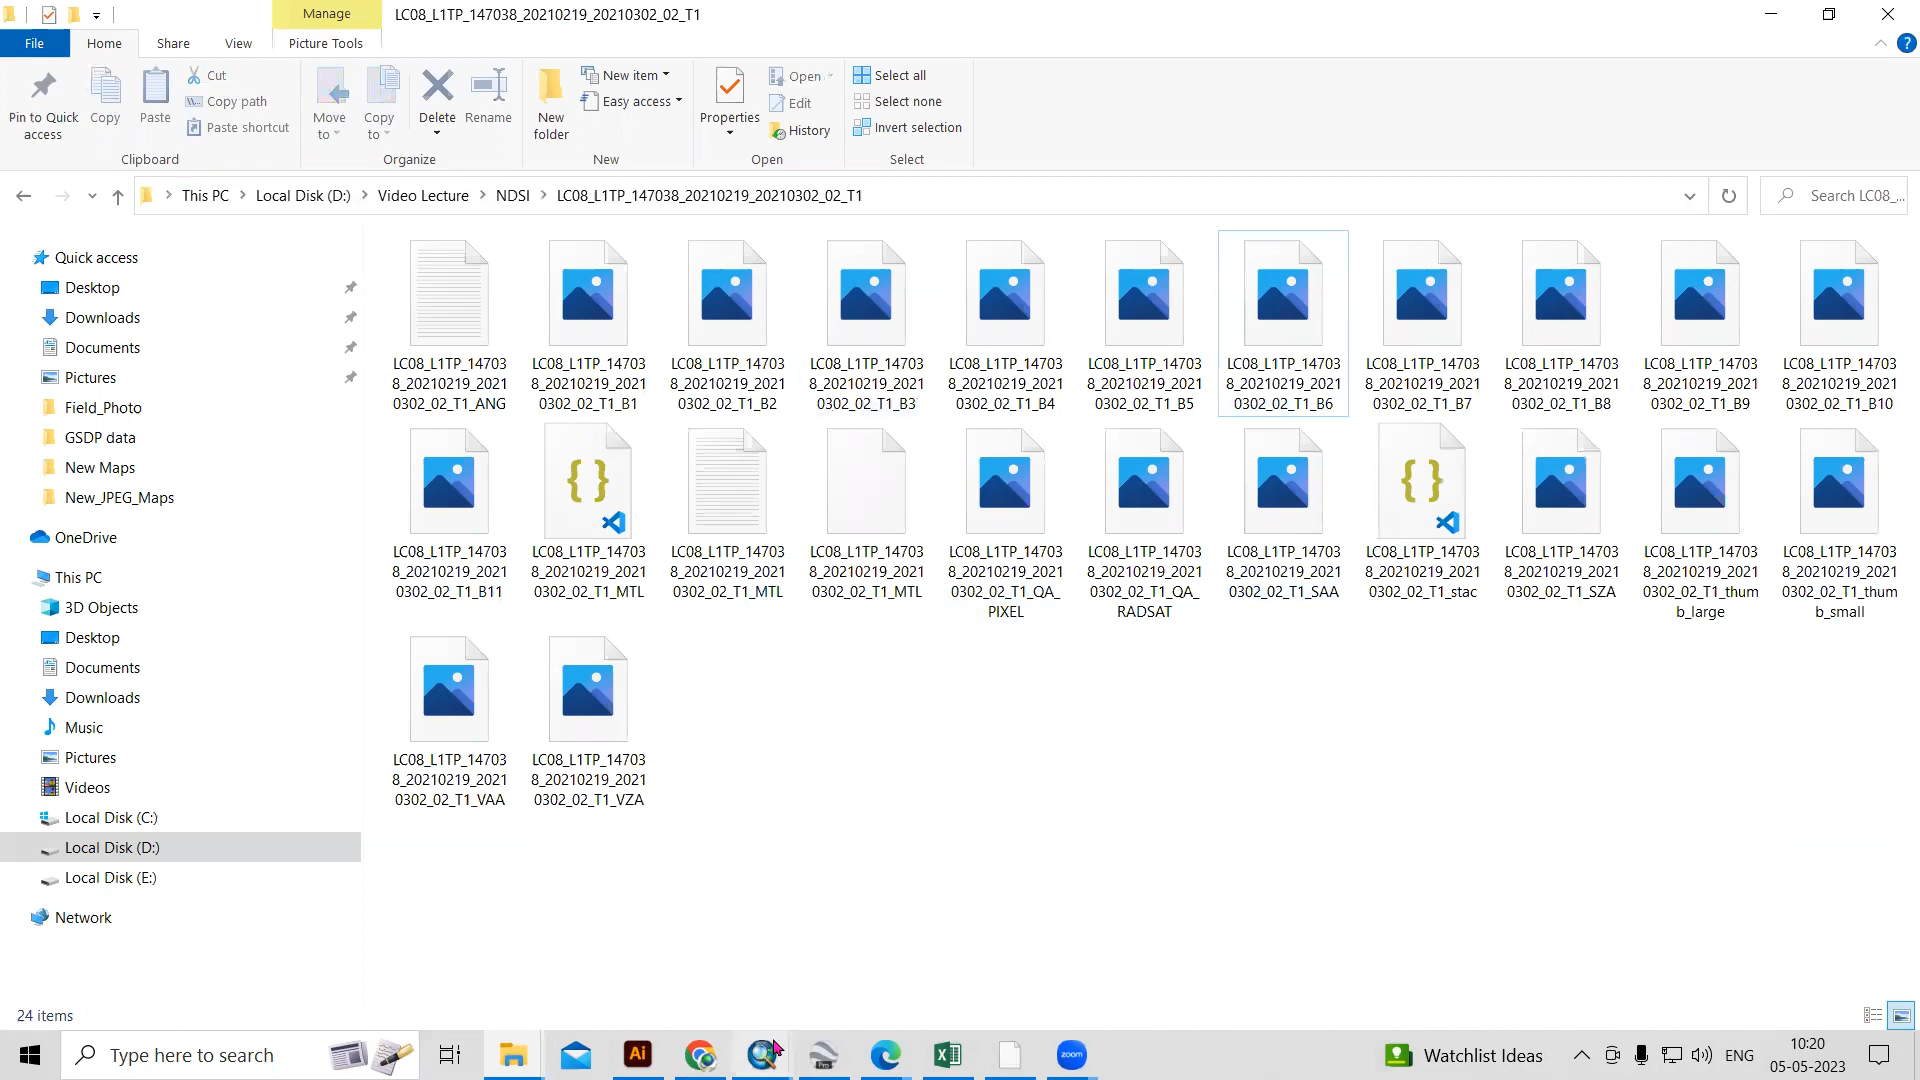 Manage
LC08_L1TP_147038_20210219_20210302_02_T1
File
Home
Share
View
Picture Tools
Pin to Quick
access
Copy
Paste
Cut
Copy path
Paste shortcut
Move
to
Copy
to
Delete
Rename
New
folder
New item
Easy access
Properties
Open
Edit
History
Select all
Select none
Invert selection
Clipboard
Organize
New
Open
Select
This PC
Local Disk (D:)
Video Lecture
NDSI
LC08_L1TP_147038_20210219_20210302_02_T1
Search LC08_...
Quick access
Desktop
Downloads
Documents
Pictures
Field_Photo
GSDP data
New Maps
New_JPEG_Maps
OneDrive
This PC
3D Objects
Desktop
Documents
Downloads
Music
Pictures
Videos
Local Disk (C:)
Local Disk (D:)
Local Disk (E:)
Network
LC08_L1TP_14703
8_20210219_2021
0302_02_T1_ANG
LC08_L1TP_14703
8_20210219_2021
0302_02_T1_B1
LC08_L1TP_14703
8_20210219_2021
0302_02_T1_B2
LC08_L1TP_14703
8_20210219_2021
0302_02_T1_B3
LC08_L1TP_14703
8_20210219_2021
0302_02_T1_B4
LC08_L1TP_14703
8_20210219_2021
0302_02_T1_B5
LC08_L1TP_14703
8_20210219_2021
0302_02_T1_B6
LC08_L1TP_14703
8_20210219_2021
0302_02_T1_B7
LC08_L1TP_14703
8_20210219_2021
0302_02_T1_B8
LC08_L1TP_14703
8_20210219_2021
0302_02_T1_B9
LC08_L1TP_14703
8_20210219_2021
0302_02_T1_B10
LC08_L1TP_14703
8_20210219_2021
0302_02_T1_B11
LC08_L1TP_14703
8_20210219_2021
0302_02_T1_MTL
LC08_L1TP_14703
8_20210219_2021
0302_02_T1_MTL
LC08_L1TP_14703
8_20210219_2021
0302_02_T1_MTL
LC08_L1TP_14703
8_20210219_2021
0302_02_T1_QA_
PIXEL
LC08_L1TP_14703
8_20210219_2021
0302_02_T1_QA_
RADSAT
LC08_L1TP_14703
8_20210219_2021
0302_02_T1_SAA
LC08_L1TP_14703
8_20210219_2021
0302_02_T1_stac
LC08_L1TP_14703
8_20210219_2021
0302_02_T1_SZA
LC08_L1TP_14703
8_20210219_2021
0302_02_T1_thum
b_large
LC08_L1TP_14703
8_20210219_2021
0302_02_T1_thum
b_small
LC08_L1TP_14703
8_20210219_2021
0302_02_T1_VAA
LC08_L1TP_14703
8_20210219_2021
0302_02_T1_VZA
24 items
Type here to search
Ai
Pro
zoom
Watchlist Ideas
ENG
10:20
05-05-2023